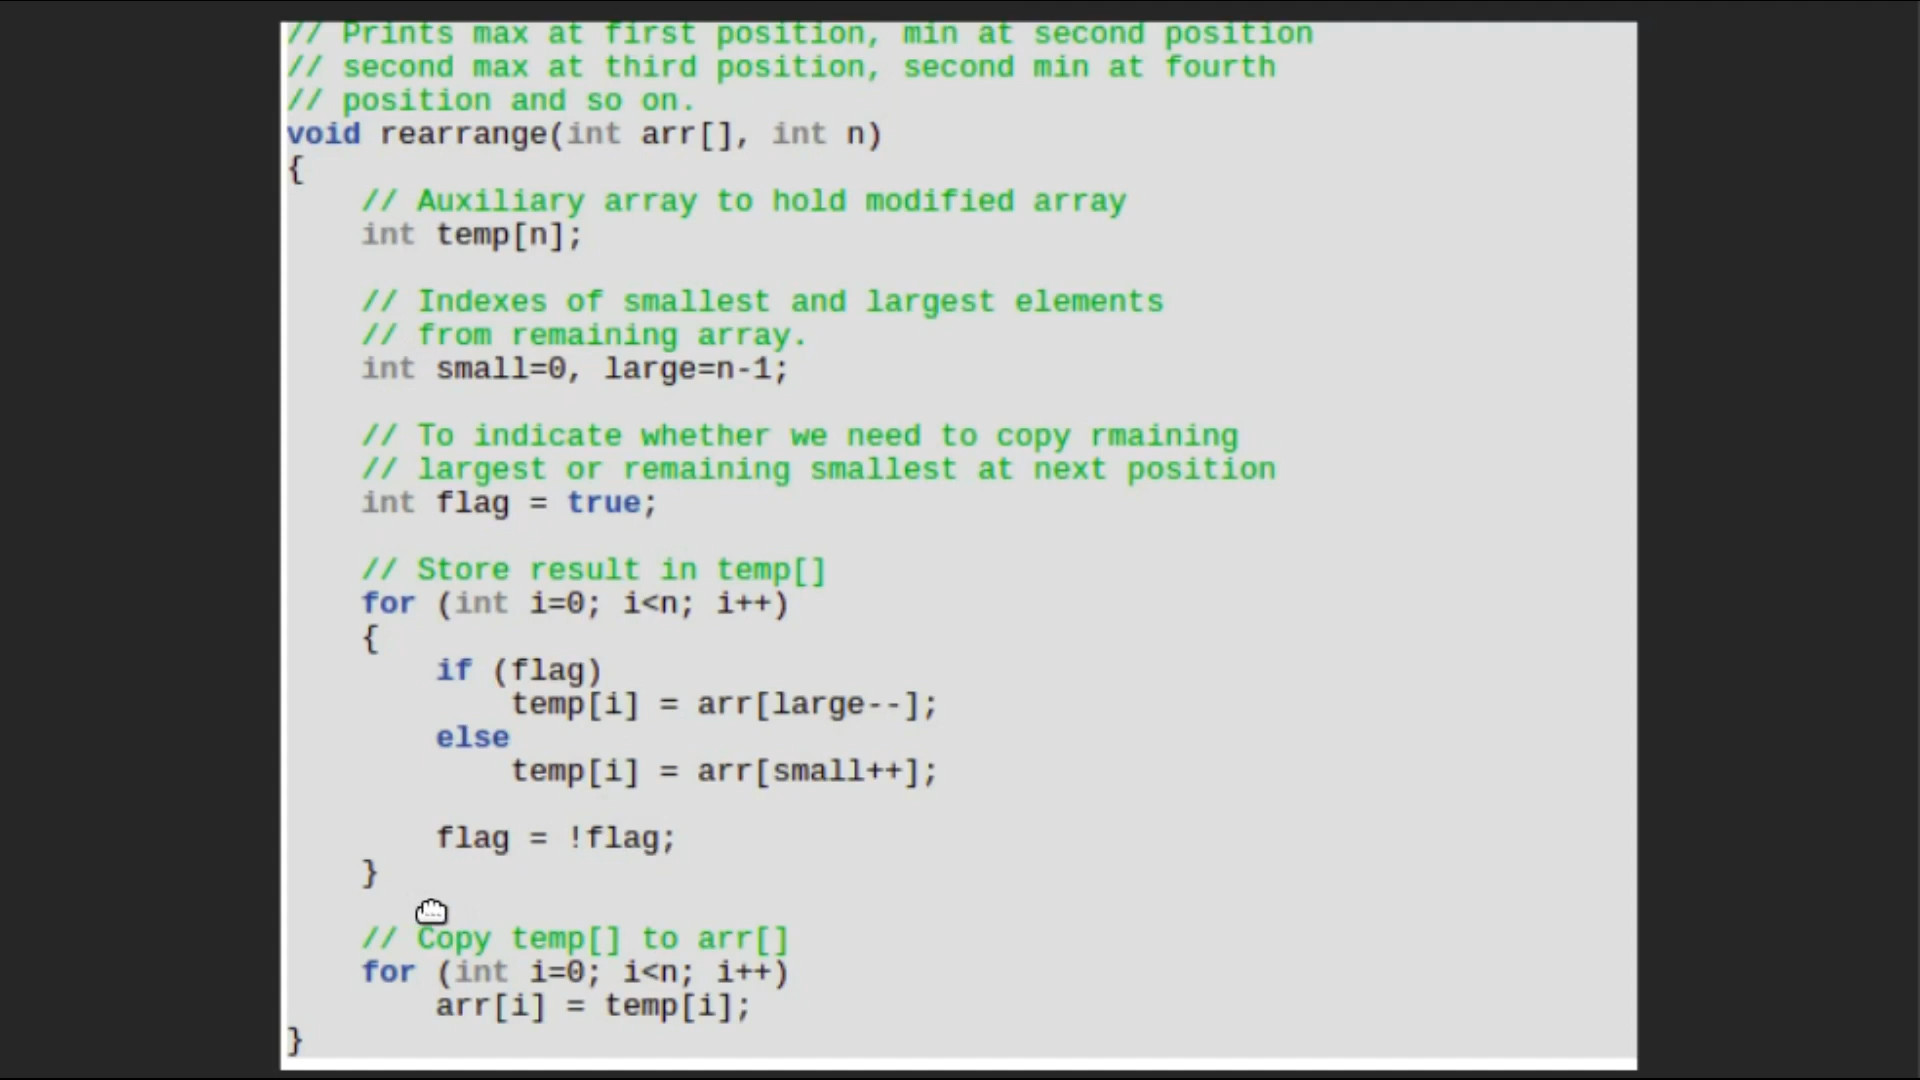 // Prints max at first position, min at second position
// second max at third position, second min at fourth
// position and so on.
void rearrange(int arr[], int n)
{
    // Auxiliary array to hold modified array
    int temp[n];

    // Indexes of smallest and largest elements
    // from remaining array.
    int small=0, large=n-1;

    // To indicate whether we need to copy rmaining
    // largest or remaining smallest at next position
    int flag = true;

    // Store result in temp[]
    for (int i=0; i<n; i++)
    {
        if (flag)
            temp[i] = arr[large--];
        else
            temp[i] = arr[small++];

        flag = !flag;
    }

    // Copy temp[] to arr[]
    for (int i=0; i<n; i++)
        arr[i] = temp[i];
}